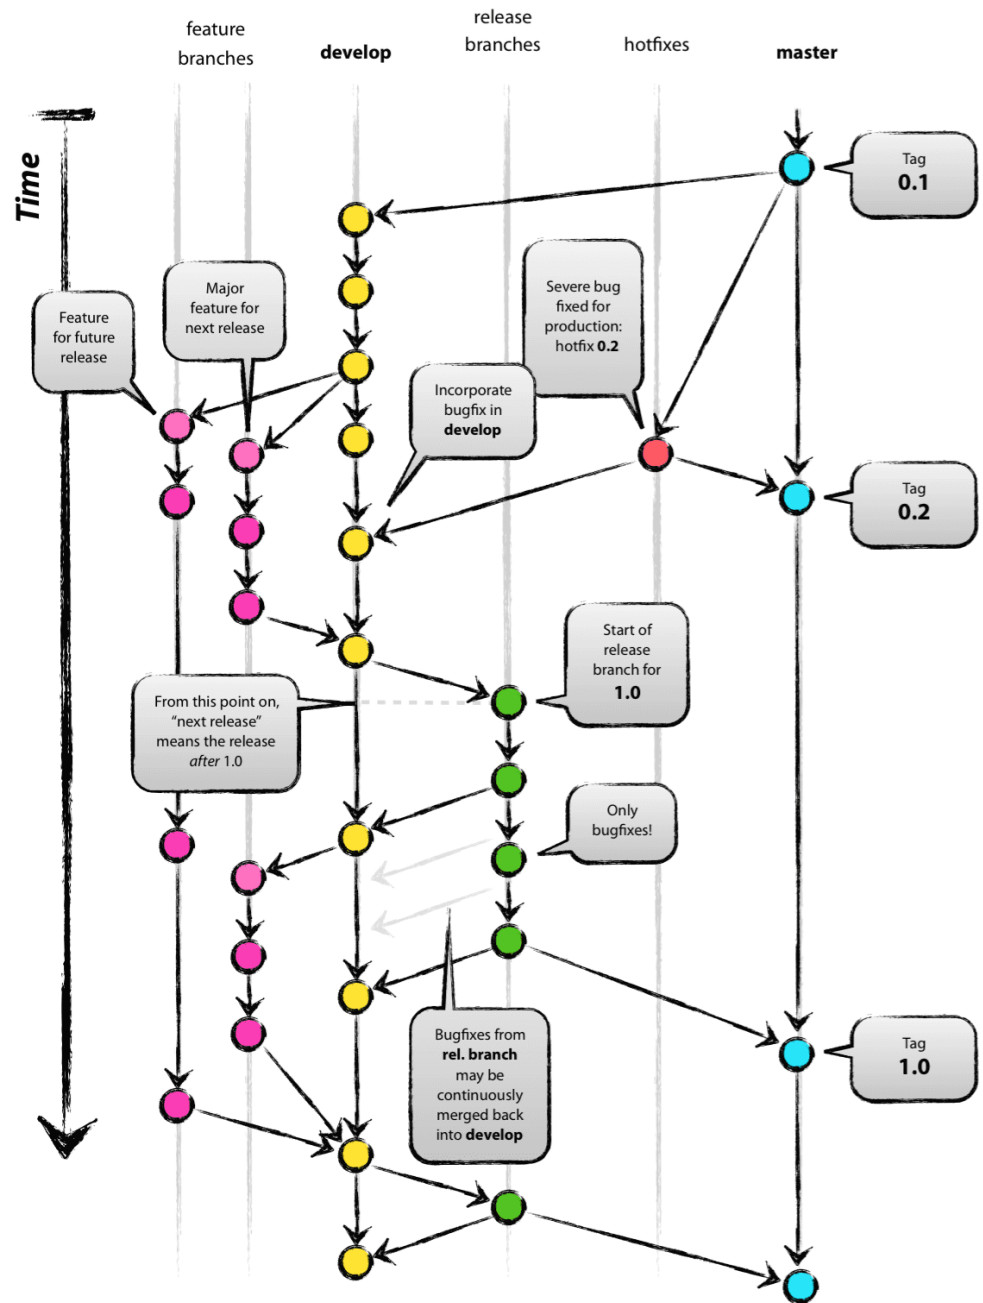 feature
branches
develop
release
branches
hotfixes
master
Time
Tag
0.1
Feature
for future
release
Major
feature for
next release
Severe bug
fixed for
production:
hotfix 0.2
Incorporate
bugfix in
develop
Tag
0.2
Start of
release
branch for
1.0
From this point on,
“next release”
means the release
after 1.0
Only
bugfixes!
Bugfixes from
rel. branch
may be
continuously
merged back
into develop
Tag
1.0